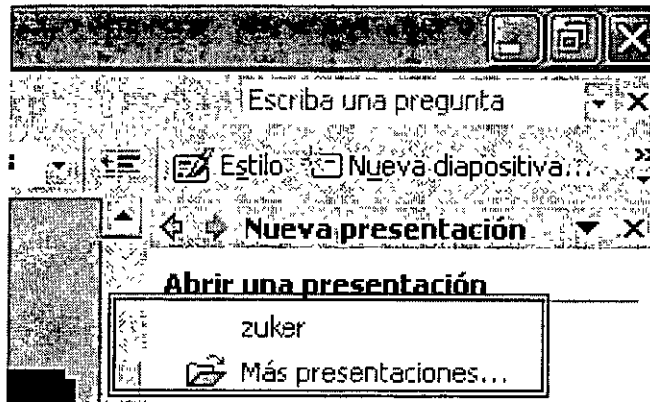 Escriba una pregunta
Estilo Nueva diapositiva...
Nueva presentación
Abrir una presentación
zuker
Más presentaciones...